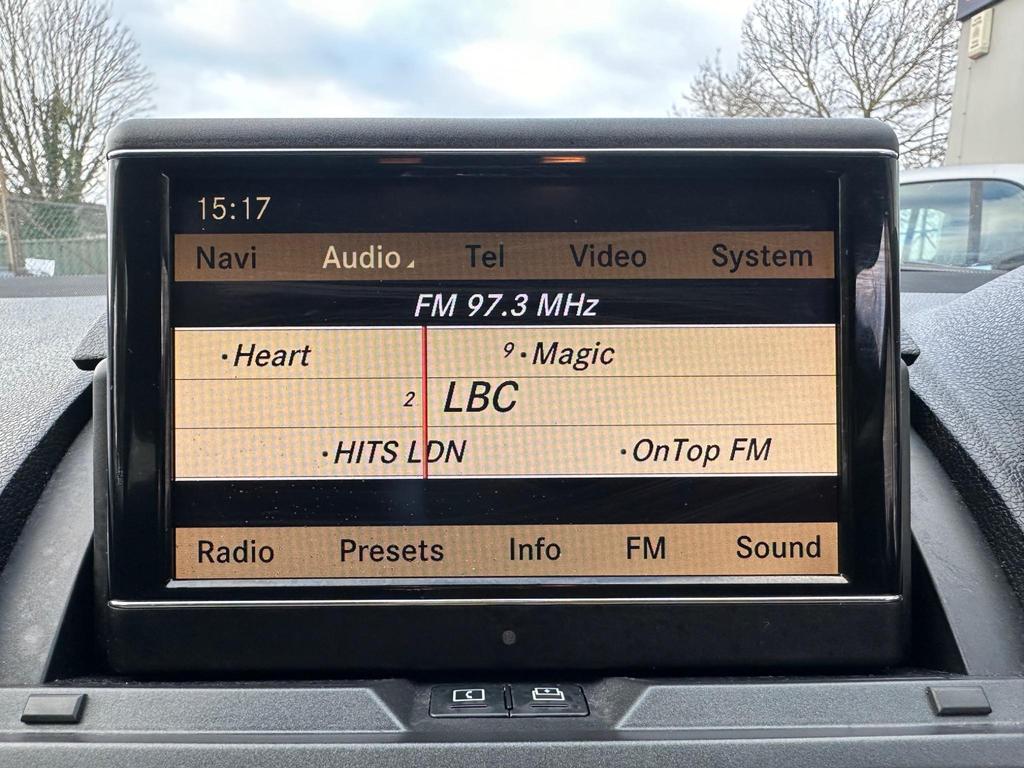 15:17
Navi Audio Tel Video System
FM 97.3 MHz
·Heart 9·Magic
2 LBC
·HITS LDN ·OnTop FM
Radio Presets Info FM Sound